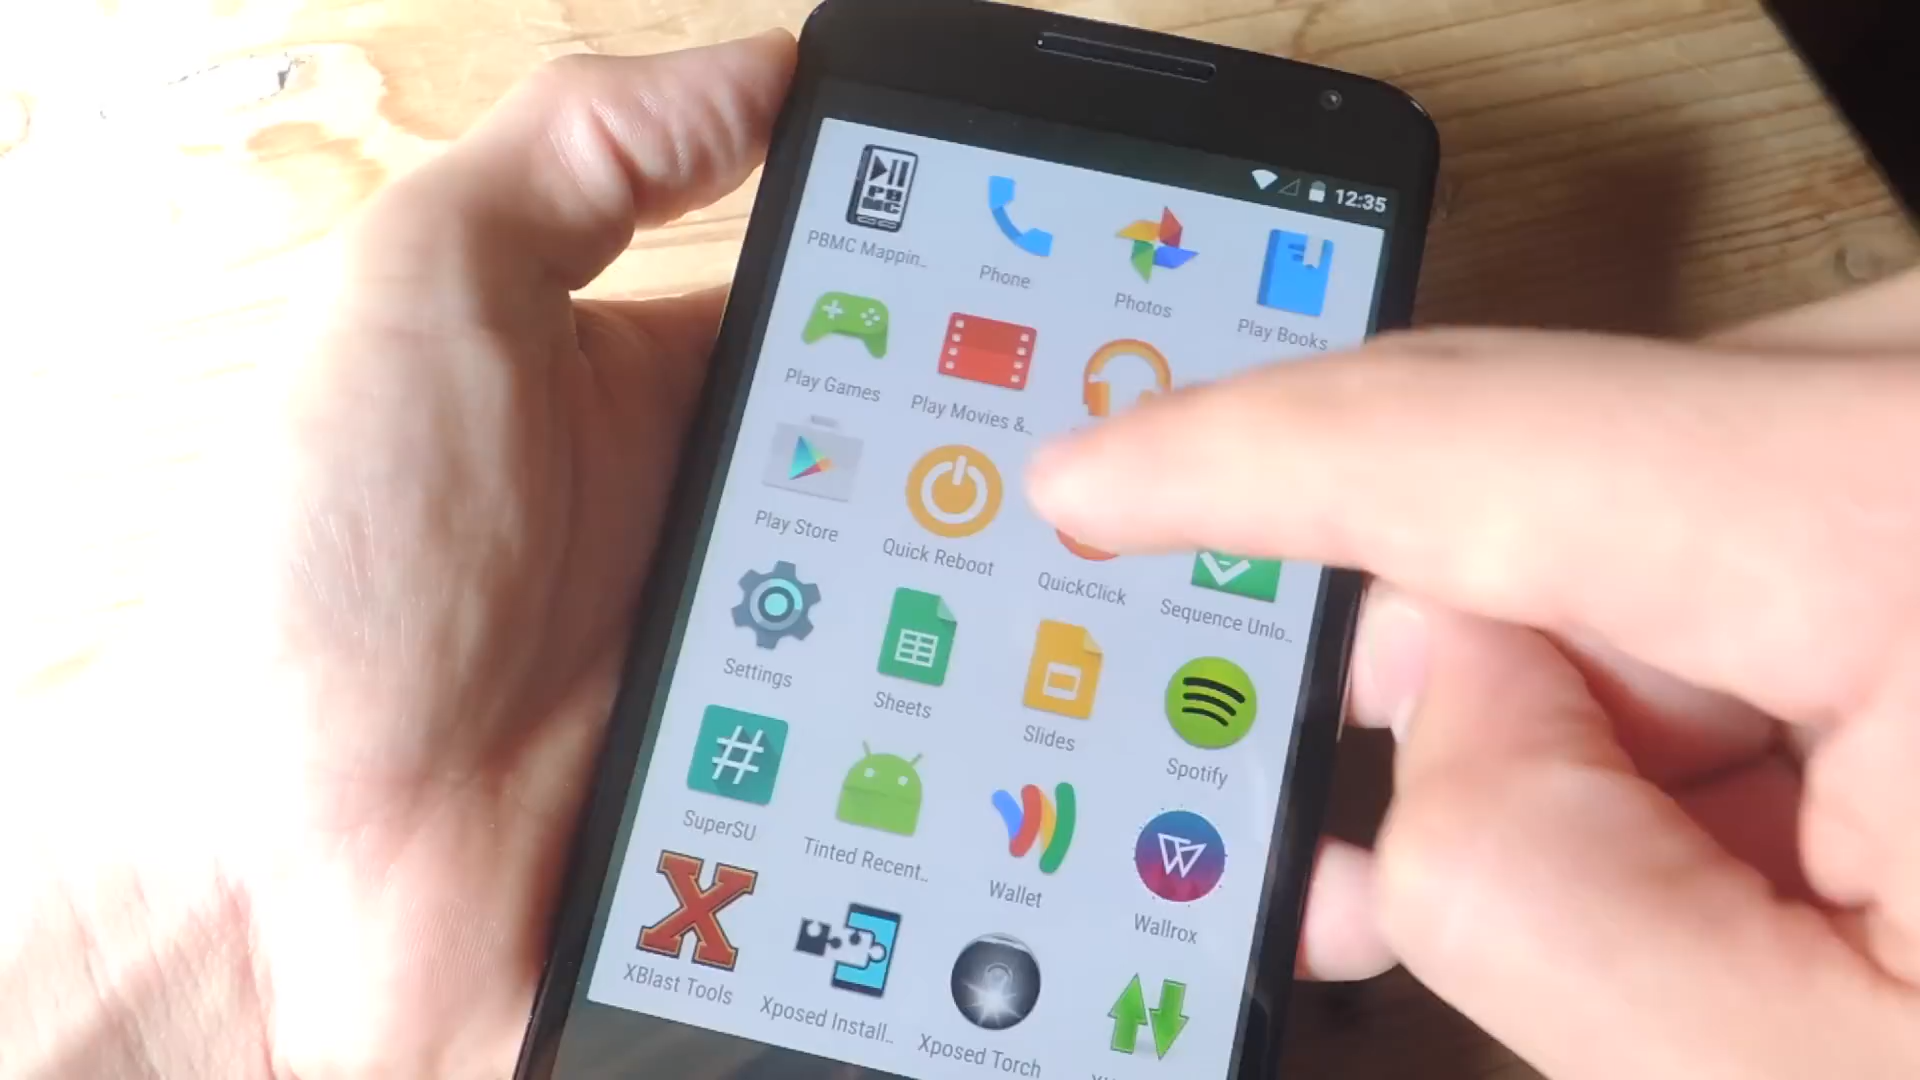 12:35
PBMC
PBMC Mappin..
Phone
Photos
Play Books
Play Games
Play Movies &..
Play Store
Quick Reboot
QuickClick
Sequence Unlo..
Settings
Sheets
Slides
Spotify
#
SuperSU
Tinted Recent..
Wallet
Wallrox
X
XBlast Tools
Xposed Install..
Xposed Torch